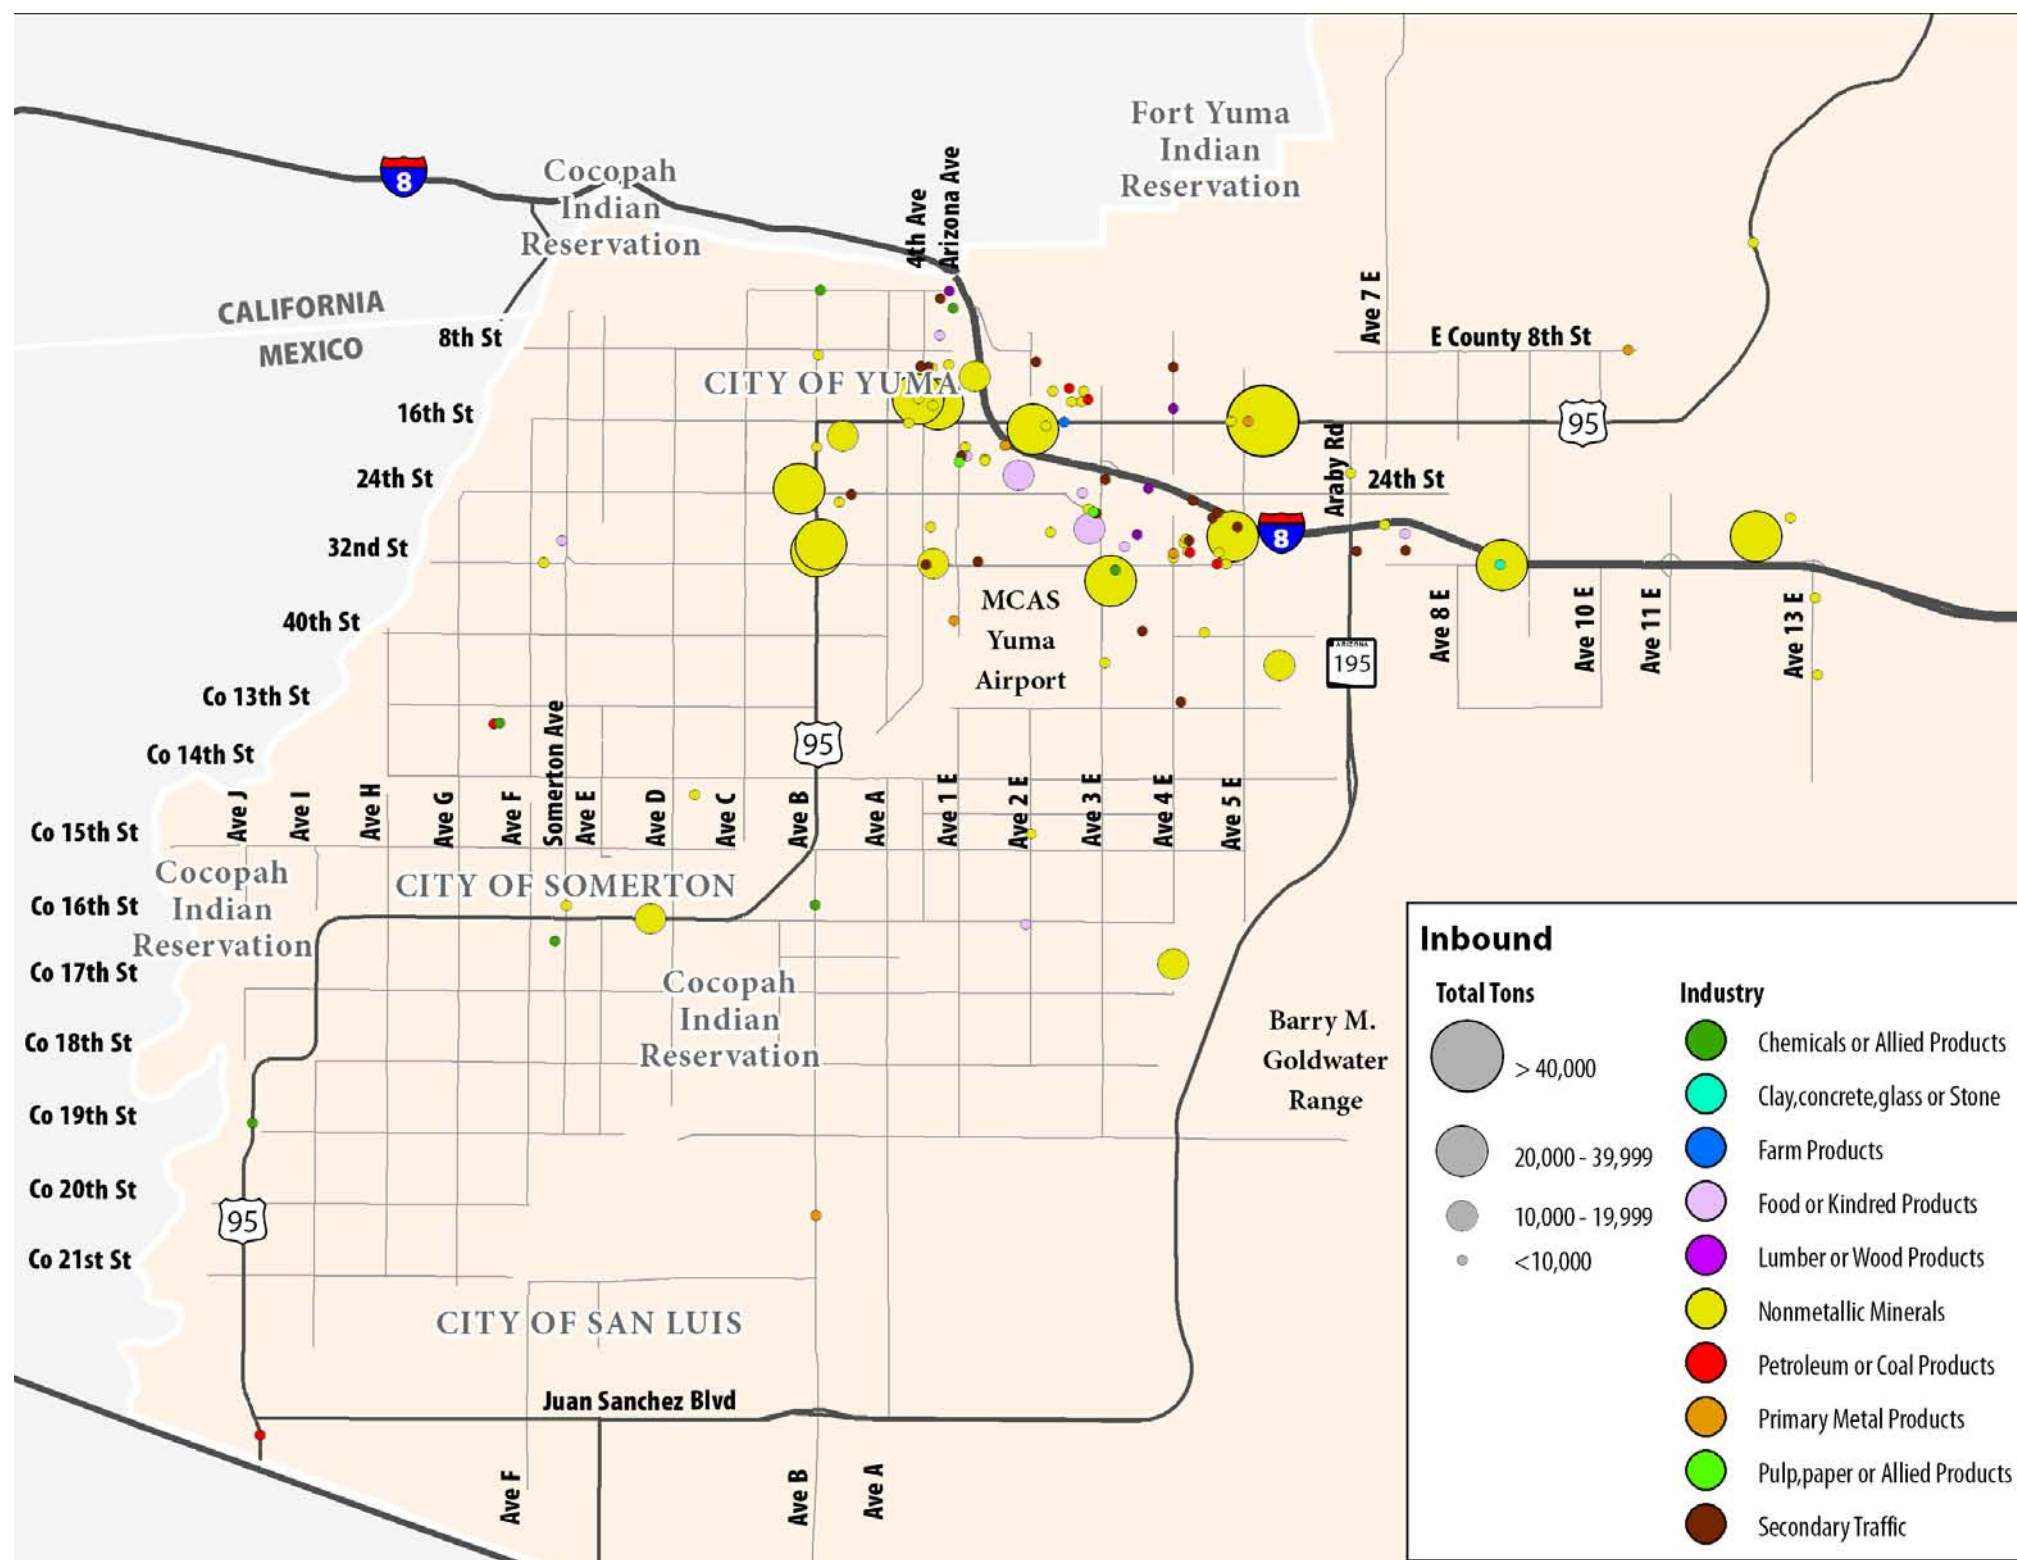 Fort Yuma
Indian
Reservation
8
Cocopah
Indian
Reservation
4th Ave
Arizona Ave
CALIFORNIA
MEXICO
8th St
Ave 7 E
E County 8th St
CITY OF YUMA
16th St
95
24th St
Araby Rd
24th St
32nd St
8
MCAS
Yuma
Airport
40th St
195
ARIZONA
Ave 8 E
Ave 10 E
Ave 11 E
Ave 13 E
Co 13th St
Co 14th St
95
Ave J
Ave I
Ave H
Ave G
Ave F
Somerton Ave
Ave E
Ave D
Ave C
Ave B
Ave A
Ave 1 E
Ave 2 E
Ave 3 E
Ave 4 E
Ave 5 E
Co 15th St
Cocopah
Indian
Reservation
CITY OF SOMERTON
Co 16th St
Co 17th St
Cocopah
Indian
Reservation
Barry M.
Goldwater
Range
Co 18th St
Co 19th St
Co 20th St
95
Co 21st St
CITY OF SAN LUIS
Juan Sanchez Blvd
Ave F
Ave B
Ave A
Inbound
Total Tons
> 40,000
20,000 - 39,999
10,000 - 19,999
<10,000
Industry
Chemicals or Allied Products
Clay,concrete,glass or Stone
Farm Products
Food or Kindred Products
Lumber or Wood Products
Nonmetallic Minerals
Petroleum or Coal Products
Primary Metal Products
Pulp,paper or Allied Products
Secondary Traffic